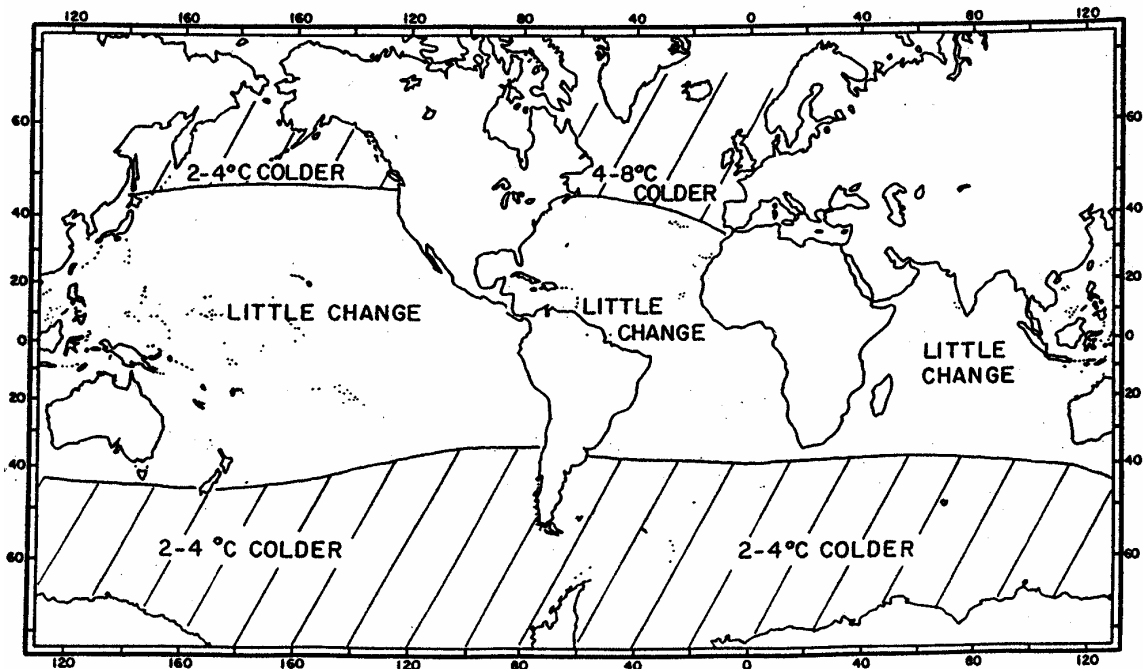 120 160 160 120 80 40 0 40 80 120
60 60
2-4°C COLDER
4-8°C
COLDER
40 40
20 20
LITTLE CHANGE
LITTLE
CHANGE
0 0
LITTLE
CHANGE
20 20
40 40
2-4 °C COLDER
2-4°C COLDER
60 60
120 160 160 120 80 40 0 40 80 120